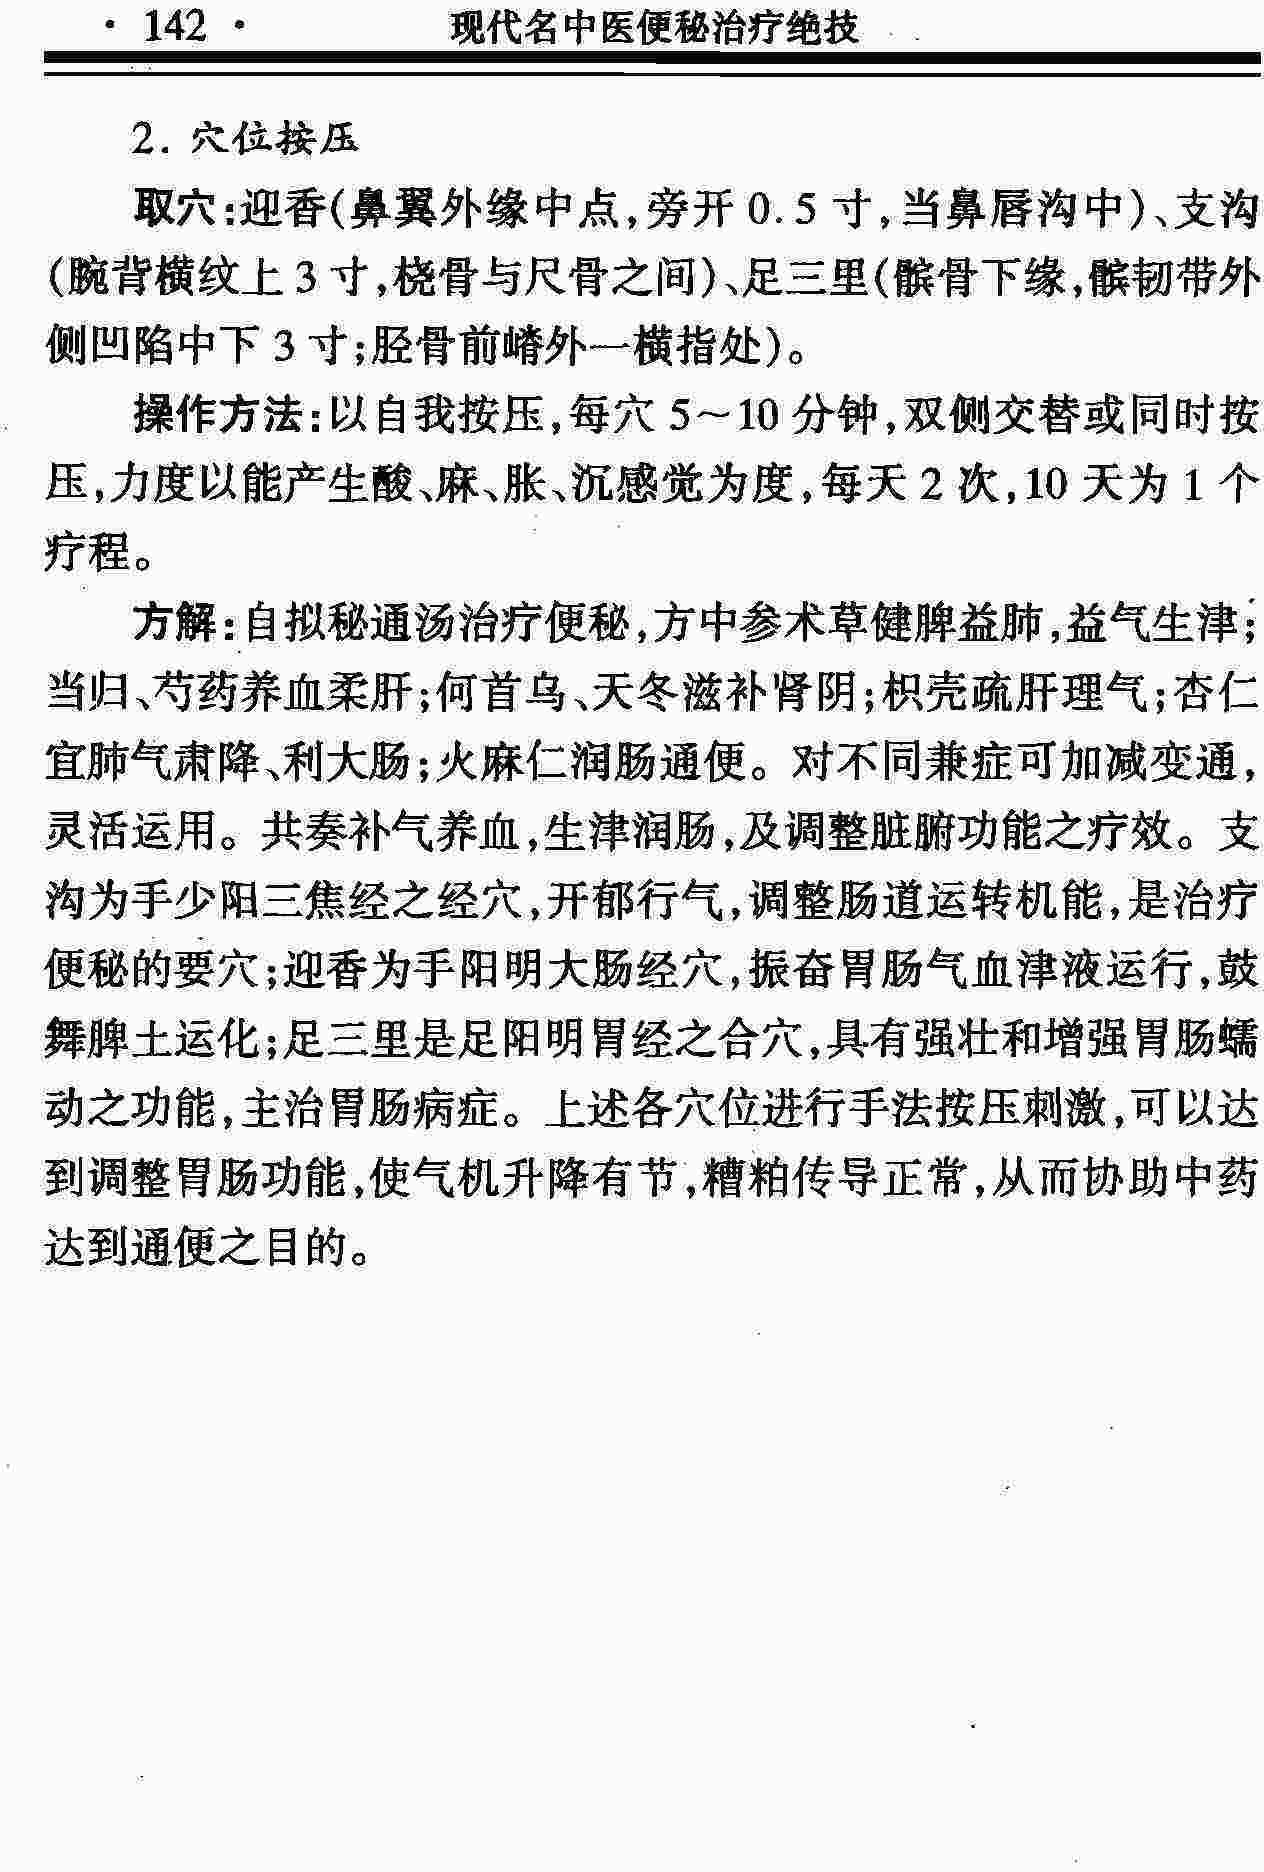 · 142 · 现代名中医便秘治疗绝技
2. 穴位按压
取穴:迎香(鼻翼外缘中点,旁开 0.5 寸,当鼻唇沟中)、支沟
(腕背横纹上 3 寸,桡骨与尺骨之间)、足三里(髌骨下缘,髌韧带外
侧凹陷中下 3 寸;胫骨前嵴外一横指处)。
操作方法:以自我按压,每穴 5～10 分钟,双侧交替或同时按
压,力度以能产生酸、麻、胀、沉感觉为度,每天 2 次,10 天为 1 个
疗程。
方解:自拟秘通汤治疗便秘,方中参术草健脾益肺,益气生津;
当归、芍药养血柔肝;何首乌、天冬滋补肾阴;枳壳疏肝理气;杏仁
宜肺气肃降、利大肠;火麻仁润肠通便。对不同兼症可加减变通,
灵活运用。共奏补气养血,生津润肠,及调整脏腑功能之疗效。支
沟为手少阳三焦经之经穴,开郁行气,调整肠道运转机能,是治疗
便秘的要穴;迎香为手阳明大肠经穴,振奋胃肠气血津液运行,鼓
舞脾土运化;足三里是足阳明胃经之合穴,具有强壮和增强胃肠蠕
动之功能,主治胃肠病症。上述各穴位进行手法按压刺激,可以达
到调整胃肠功能,使气机升降有节,糟粕传导正常,从而协助中药
达到通便之目的。